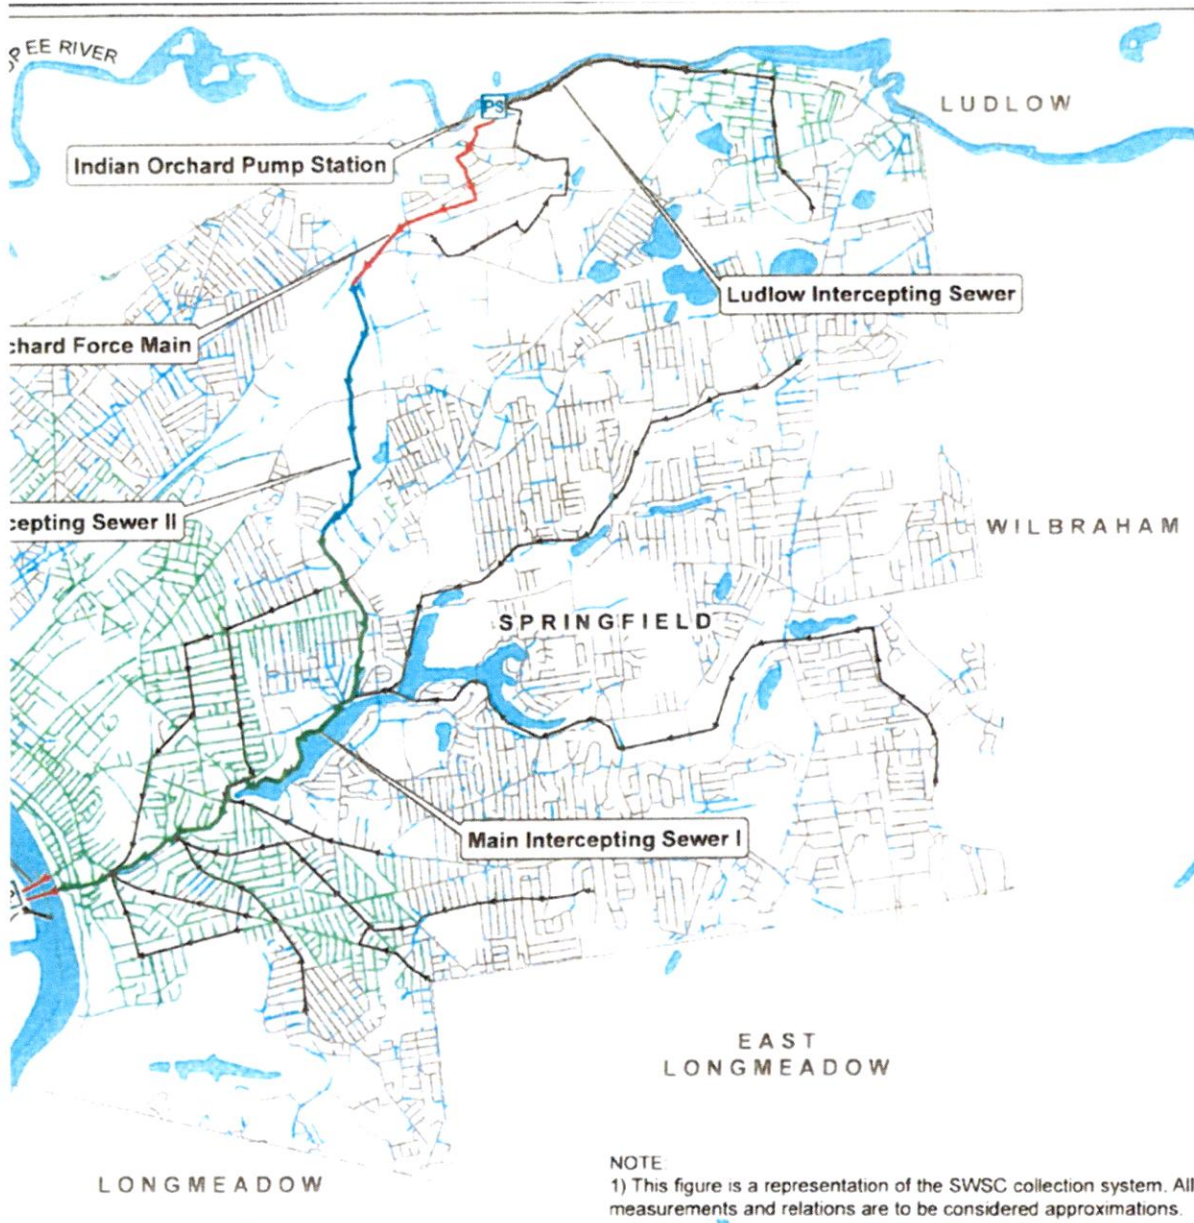 PEE RIVER
PS
LUDLOW
Indian Orchard Pump Station
Ludlow Intercepting Sewer
chard Force Main
cepting Sewer II
WILBRAHAM
SPRINGFIELD
Main Intercepting Sewer I
P
EAST
LONGMEADOW
LONGMEADOW
NOTE
1) This figure is a representation of the SWSC collection system. All
measurements and relations are to be considered approximations.